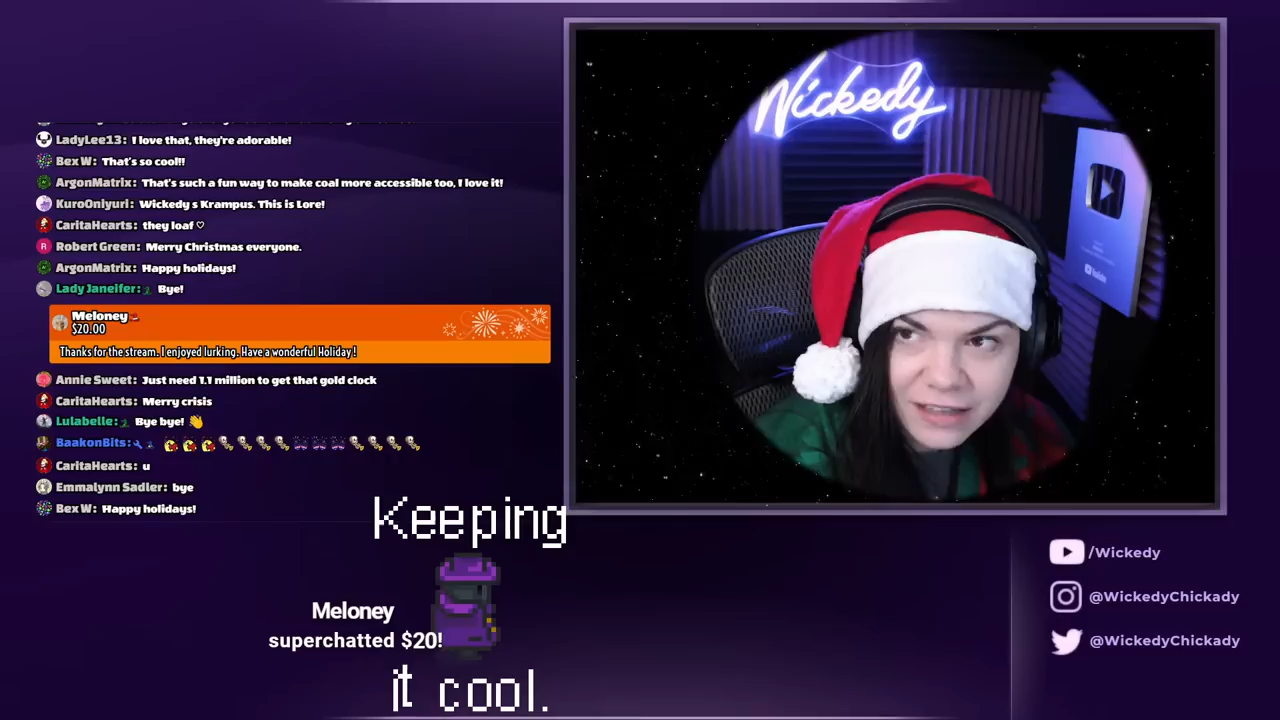 Wickedy
LadyLee13: I love that, they're adorable!
Bex W: That's so cool!!
ArgonMatrix: That's such a fun way to make coal more accessible too, I love it!
KuroOniyuri: Wickedy s Krampus. This is Lore!
CaritaHearts: they loaf ♡
Robert Green: Merry Christmas everyone.
ArgonMatrix: Happy holidays!
Lady Janeifer: Bye!
Meloney
$20.00
Thanks for the stream. I enjoyed lurking. Have a wonderful Holiday !
Annie Sweet: Just need 1.1 million to get that gold clock
CaritaHearts: Merry crisis
Lulabelle: Bye bye! 👋
BaakonBits:
CaritaHearts: u
Emmalynn Sadler: bye
Bex W: Happy holidays!
Keeping
Meloney
superchatted $20!
it cool.
YouTube
/Wickedy
@WickedyChickady
@WickedyChickady